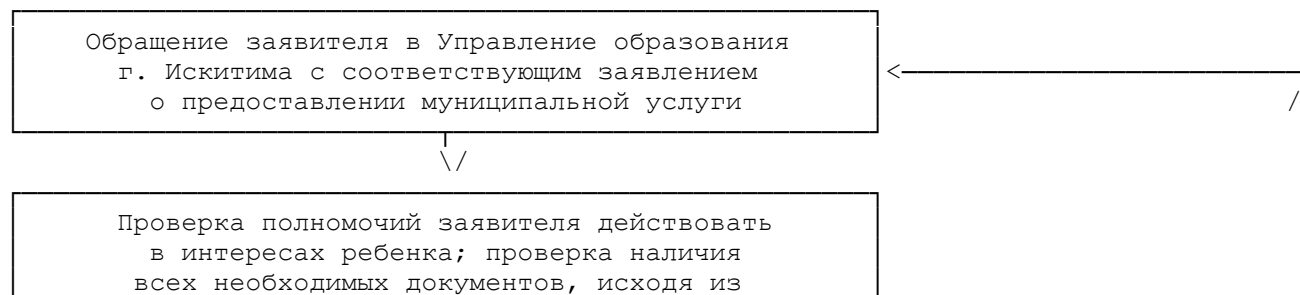 Обращение заявителя в Управление образования
г. Искитима с соответствующим заявлением
о предоставлении муниципальной услуги
Проверка полномочий заявителя действовать
в интересах ребенка; проверка наличия
всех необходимых документов, исходя из